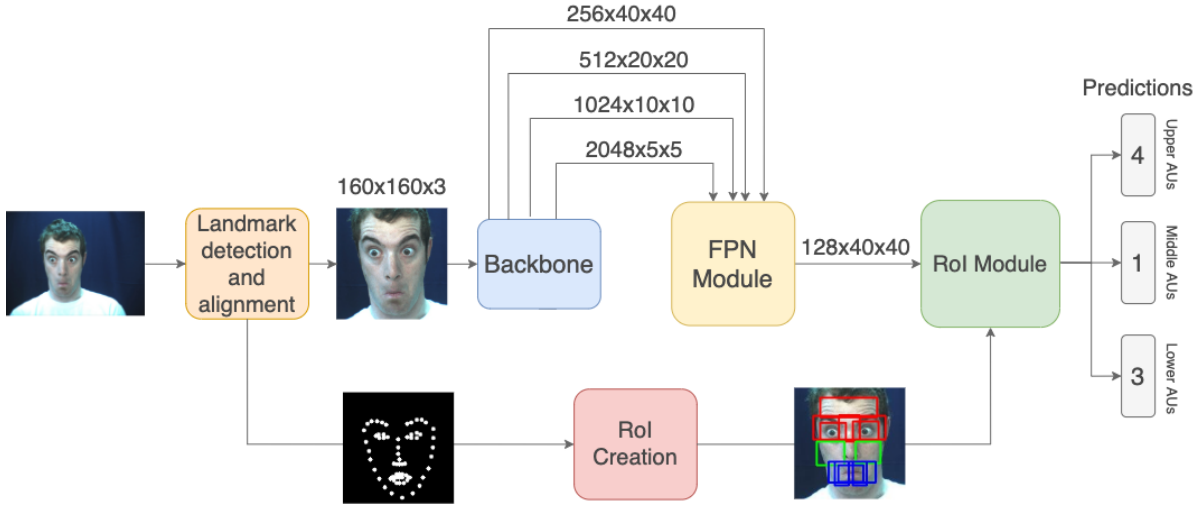 256x40x40
512x20x20
1024x10x10
2048x5x5
160x160x3
Landmark
detection
and
alignment
Backbone
FPN
Module
128x40x40
RoI Module
Predictions
4
Upper AUs
1
Middle AUs
3
Lower AUs
RoI
Creation